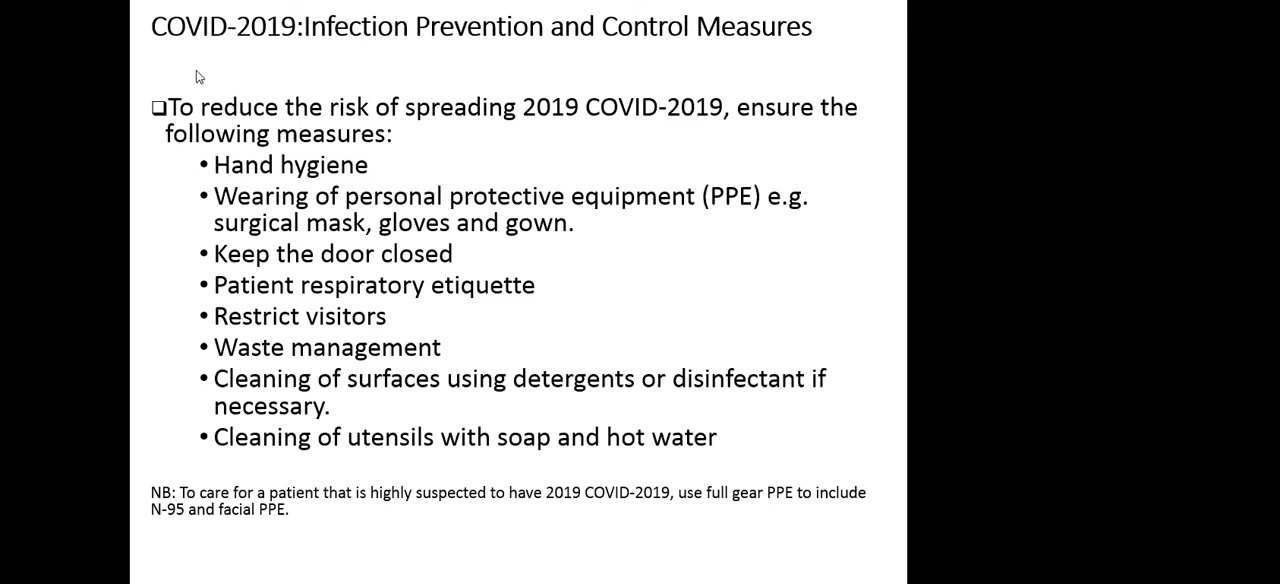 COVID-2019:Infection Prevention and Control Measures
❑To reduce the risk of spreading 2019 COVID-2019, ensure the
following measures:
• Hand hygiene
• Wearing of personal protective equipment (PPE) e.g.
surgical mask, gloves and gown.
• Keep the door closed
• Patient respiratory etiquette
• Restrict visitors
• Waste management
• Cleaning of surfaces using detergents or disinfectant if
necessary.
• Cleaning of utensils with soap and hot water
NB: To care for a patient that is highly suspected to have 2019 COVID-2019, use full gear PPE to include
N-95 and facial PPE.